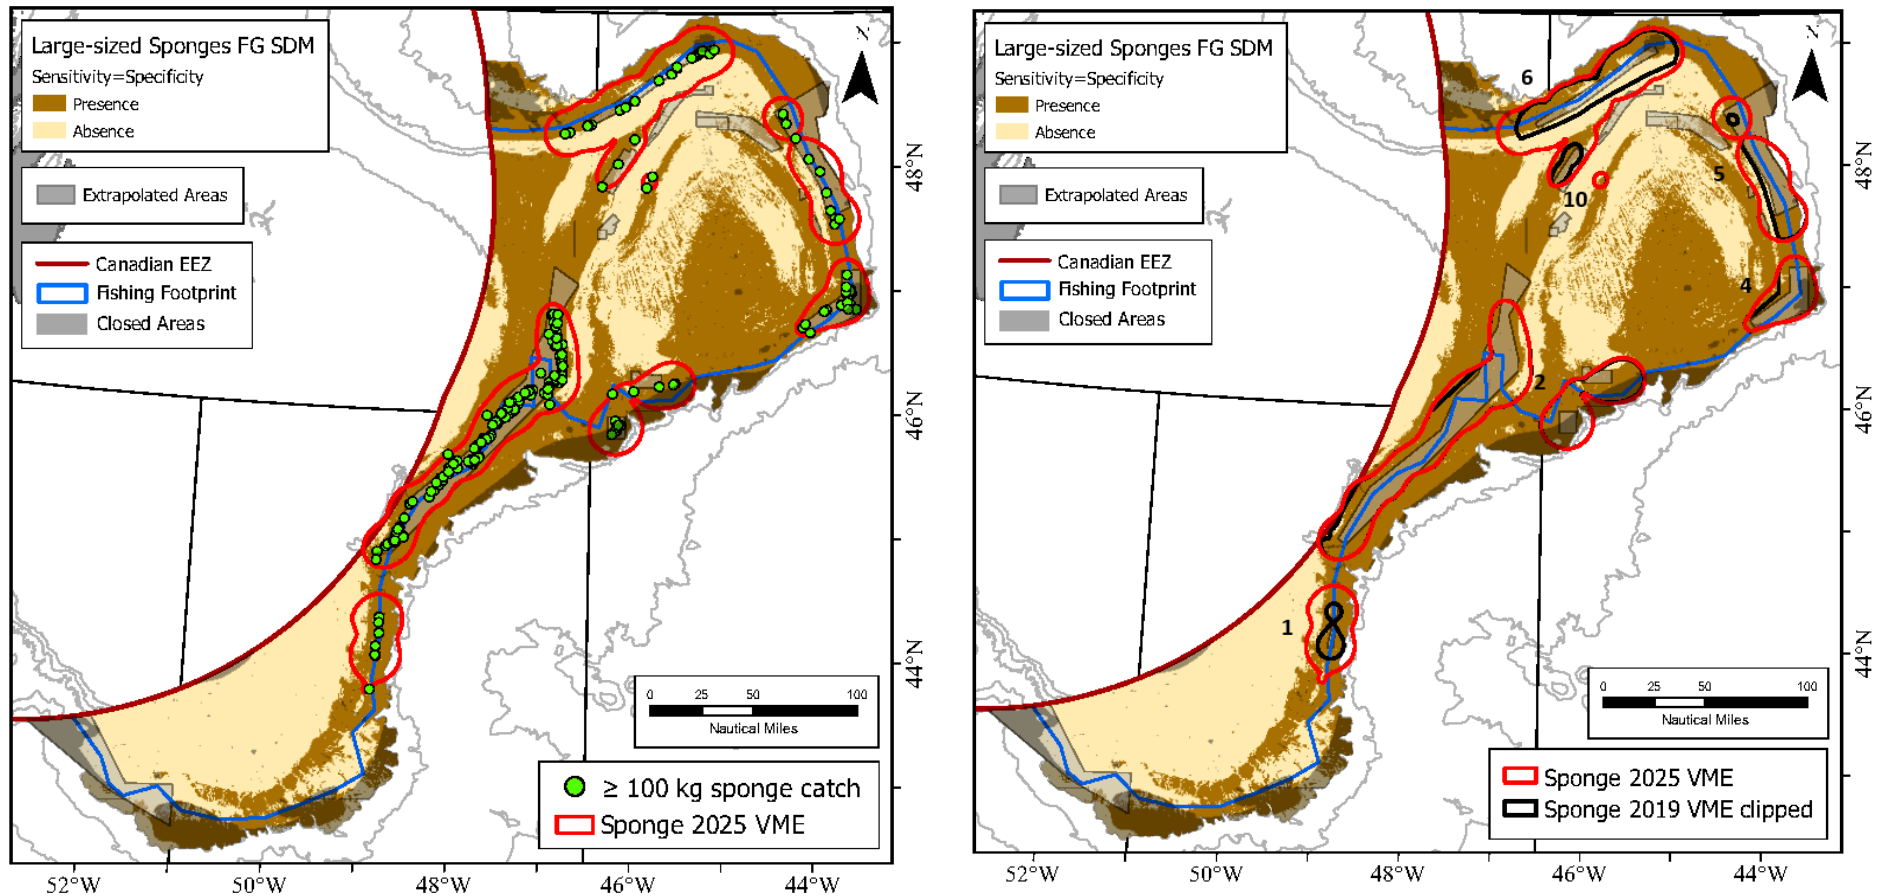 Large-sized Sponges FG SDM
Sensitivity=Specificity
Presence
Absence
Extrapolated Areas
Canadian EEZ
Fishing Footprint
Closed Areas
N
48°N
46°N
44°N
0 25 50 100
Nautical Miles
≥ 100 kg sponge catch
Sponge 2025 VME
52°W 50°W 48°W 46°W 44°W
Large-sized Sponges FG SDM
Sensitivity=Specificity
Presence
Absence
Extrapolated Areas
Canadian EEZ
Fishing Footprint
Closed Areas
N
6
5
10
4
2
1
48°N
46°N
44°N
0 25 50 100
Nautical Miles
Sponge 2025 VME
Sponge 2019 VME clipped
52°W 50°W 48°W 46°W 44°W